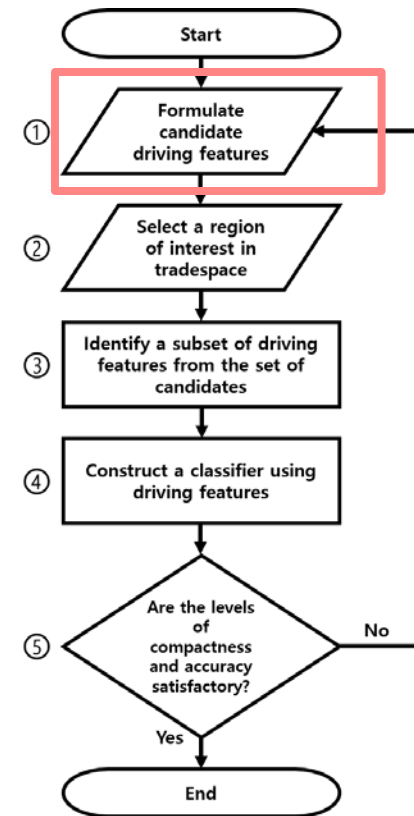 Start
①
Formulate
candidate
driving features
②
Select a region
of interest in
tradespace
③
Identify a subset of driving
features from the set of
candidates
④
Construct a classifier using
driving features
⑤
Are the levels
of
compactness
and accuracy
satisfactory?
No
Yes
End